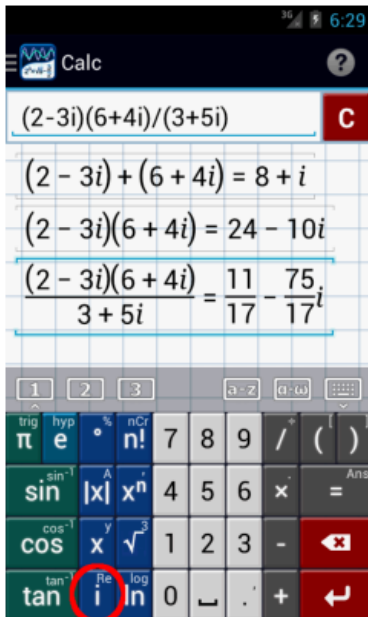 3G 6:29
Calc ?
(2-3i)(6+4i)/(3+5i) C
(2 − 3i) + (6 + 4i) = 8 + i
(2 − 3i)(6 + 4i) = 24 − 10i
(2 − 3i)(6 + 4i) / 3 + 5i = 11/17 − 75/17 i
1 2 3 a-z α-ω
trig hyp % nCr ÷ [ ]
π e ° n! 7 8 9 / ( )
sin⁻¹ A ′ Ans
sin |x| xⁿ 4 5 6 × =
cos⁻¹ y 3
cos x √ 1 2 3 -
tan⁻¹ Re log ,
tan i ln 0 . +